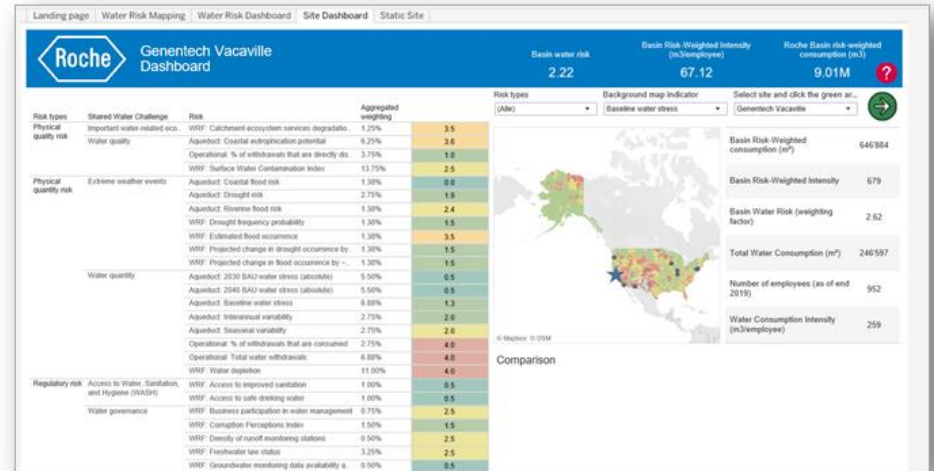 Landing page Water Risk Mapping Water Risk Dashboard Site Dashboard Static Site
Roche
Genentech Vacaville
Dashboard
Basin water risk
2.22
Basin Risk-Weighted Intensity
(m3/employee)
67.12
Roche Basin risk-weighted
consumption (m3)
9.01M
?
Risk types
(Alle)
Background map indicator
Baseline water stress
Select site and click the green ar...
Genentech Vacaville
Risk types Shared Water Challenge Risk Aggregated
weighting
Physical
quality risk
Important water-related eco.. WRF: Catchment ecosystem services degradatio.. 1.25% 3.5
Water quality Aqueduct: Coastal eutrophication potential 6.25% 3.6
Operational: % of withdrawals that are directly dis.. 3.75% 1.0
WRF: Surface Water Contamination Index 13.75% 2.5
Physical
quantity risk
Extreme weather events Aqueduct: Coastal flood risk 1.38% 0.0
Aqueduct: Drought risk 2.75% 1.9
Aqueduct: Riverine flood risk 1.38% 2.4
WRF: Drought frequency probability 1.38% 1.5
WRF: Estimated flood occurrence 1.38% 3.5
WRF: Projected change in drought occurrence by.. 1.38% 1.5
WRF: Projected change in flood occurrence by ~.. 1.38% 1.5
Water quantity Aqueduct: 2030 BAU water stress (absolute) 5.50% 0.5
Aqueduct: 2040 BAU water stress (absolute) 5.50% 0.5
Aqueduct: Baseline water stress 6.88% 1.3
Aqueduct: Interannual variability 2.75% 2.0
Aqueduct: Seasonal variability 2.75% 2.0
Operational: % of withdrawals that are consumed 2.75% 4.0
Operational: Total water withdrawals 6.88% 4.0
WRF: Water depletion 11.00% 4.0
Regulatory risk Access to Water, Sanitation,
and Hygiene (WASH)
WRF: Access to improved sanitation 1.00% 0.5
WRF: Access to safe drinking water 1.00% 0.5
Water governance WRF: Business participation in water management 0.75% 2.5
WRF: Corruption Perceptions Index 1.50% 1.5
WRF: Density of runoff monitoring stations 0.50% 2.5
WRF: Freshwater law status 3.25% 2.5
WRF: Groundwater monitoring data availability a.. 0.50% 0.5
© Mapbox © OSM
Basin Risk-Weighted
consumption (m³) 646'884
Basin Risk-Weighted Intensity 679
Basin Water Risk (weighting
factor) 2.62
Total Water Consumption (m³) 246'597
Number of employees (as of end
2019) 952
Water Consumption Intensity
(m3/employee) 259
Comparison